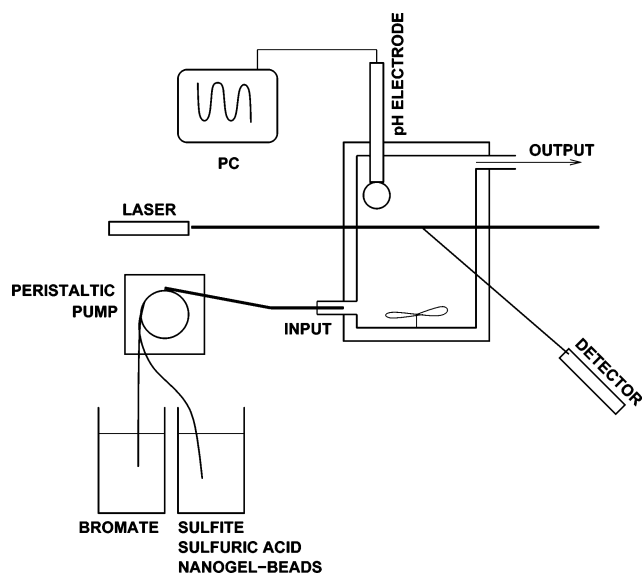 pH ELECTRODE
PC
OUTPUT
LASER
PERISTALTIC
PUMP
INPUT
DETECTOR
BROMATE
SULFITE
SULFURIC ACID
NANOGEL−BEADS